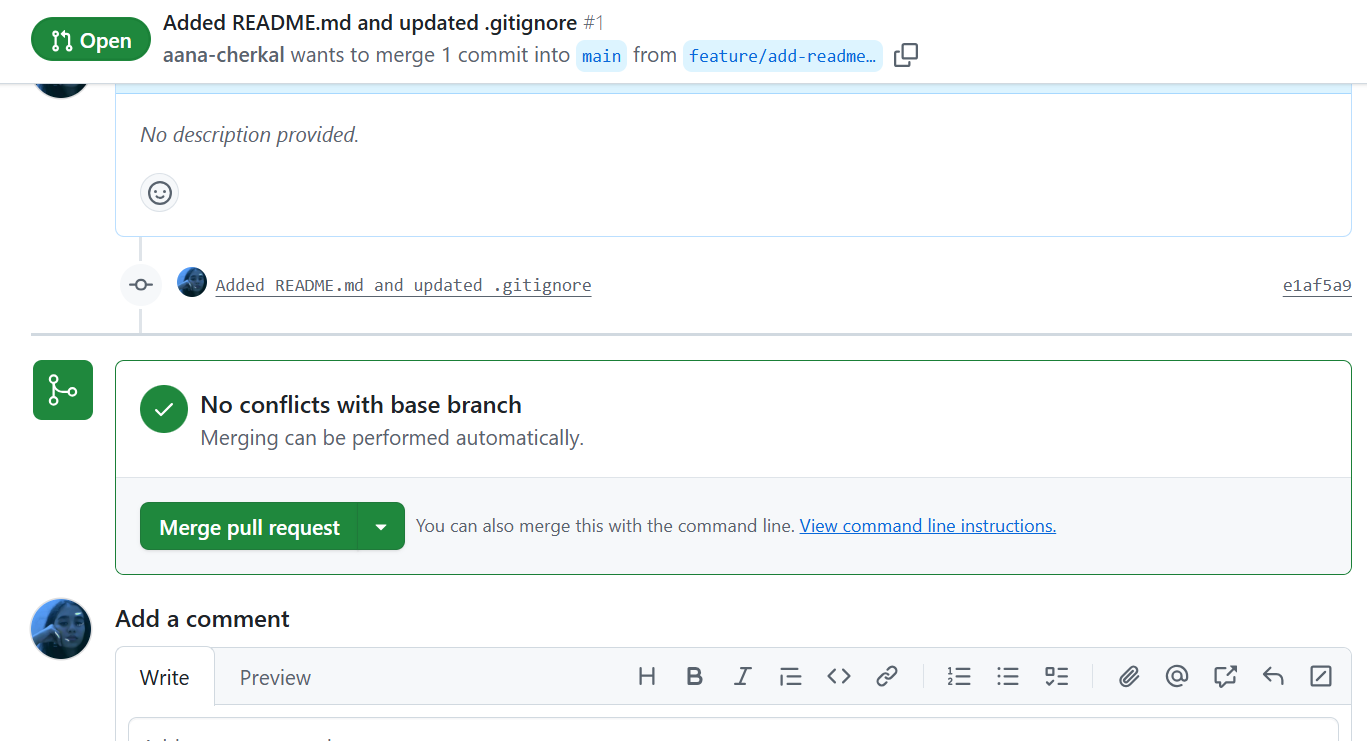 Open
Added README.md and updated .gitignore #1
aana-cherkal wants to merge 1 commit into main from feature/add-readme…
No description provided.
Added README.md and updated .gitignore e1af5a9
No conflicts with base branch
Merging can be performed automatically.
Merge pull request You can also merge this with the command line. View command line instructions.
Add a comment
Write Preview